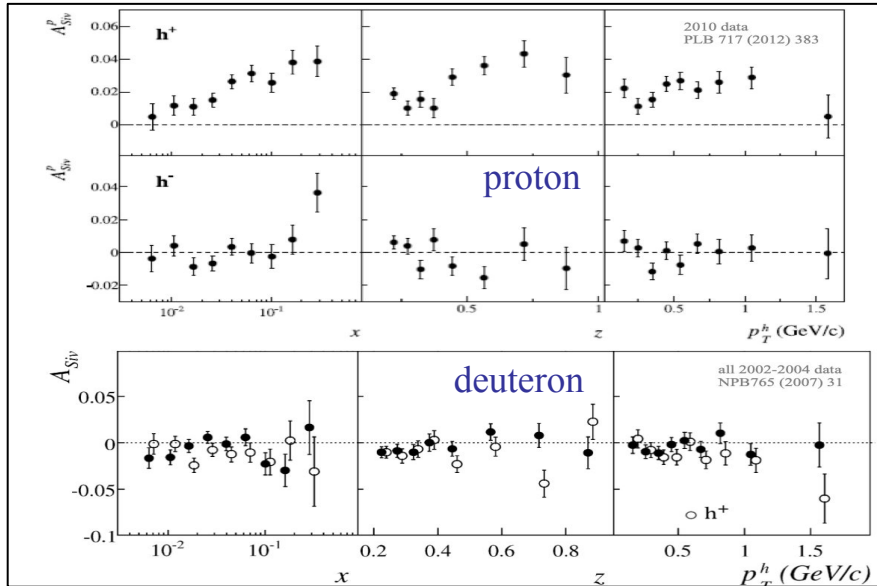 A^p_Siv
0.06
0.04
0.02
0
h⁺
2010 data
PLB 717 (2012) 383
A^p_Siv
0.04
0.02
0
-0.02
h⁻
proton
10⁻²
10⁻¹
x
0.5
1
z
0.5
1
1.5
p_T^h (GeV/c)
A_Siv
0.05
0
-0.05
-0.1
deuteron
all 2002-2004 data
NPB765 (2007) 31
h⁺
10⁻²
10⁻¹
x
0.2
0.4
0.6
0.8
z
0.5
1
1.5
p_T^h (GeV/c)